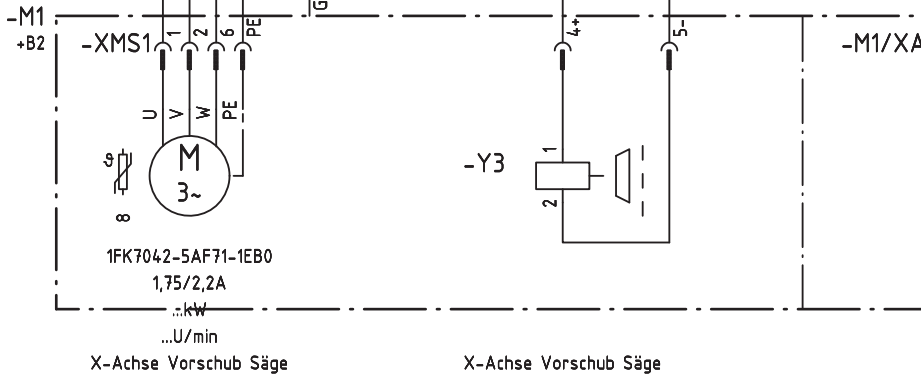 -M1
+B2
G
-XMS1
1
2
6
PE
4+
5-
-M1/XA
U
V
W
PE
M
3~
ϑ
8
-Y3
1
2
1FK7042-5AF71-1EB0
1,75/2,2A
...kW
...U/min
X-Achse Vorschub Säge
X-Achse Vorschub Säge